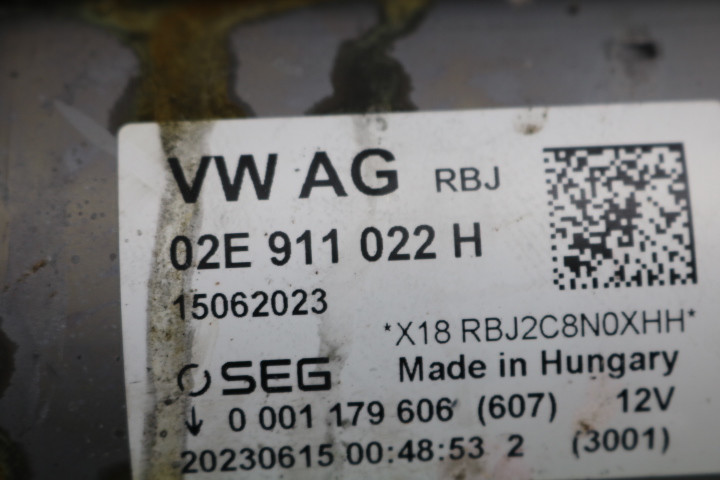 VW AG RBJ
02E 911 022 H
15062023
*X18 RBJ2C8N0XHH*
SEG Made in Hungary
↓ 0 001 179 606 (607) 12V
20230615 00:48:53 2 (3001)